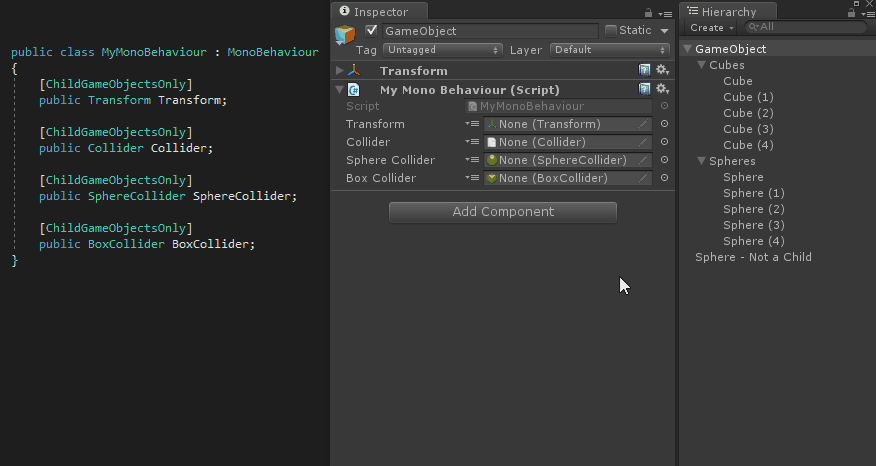 public class MyMonoBehaviour : MonoBehaviour
{
[ChildGameObjectsOnly]
public Transform Transform;
[ChildGameObjectsOnly]
public Collider Collider;
[ChildGameObjectsOnly]
public SphereCollider SphereCollider;
[ChildGameObjectsOnly]
public BoxCollider BoxCollider;
}
Inspector
GameObject
Static
Tag Untagged Layer Default
Transform
My Mono Behaviour (Script)
Script MyMonoBehaviour
Transform None (Transform)
Collider None (Collider)
Sphere Collider None (SphereCollider)
Box Collider None (BoxCollider)
Add Component
Hierarchy
Create All
GameObject
Cubes
Cube
Cube (1)
Cube (2)
Cube (3)
Cube (4)
Spheres
Sphere
Sphere (1)
Sphere (2)
Sphere (3)
Sphere (4)
Sphere - Not a Child